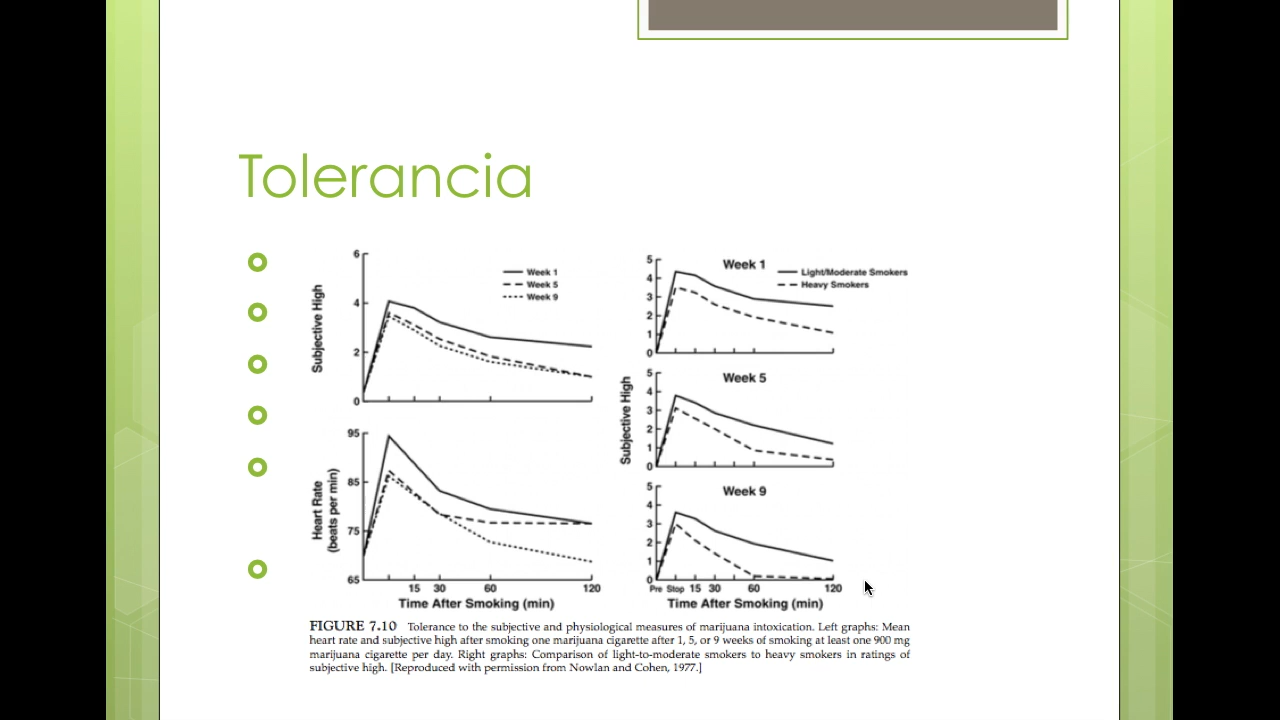 Tolerancia
6
4
2
0
Subjective High
Week 1
Week 5
Week 9
95
85
75
65
Heart Rate
(beats per min)
15 30 60 120
Time After Smoking (min)
5
4
3
2
1
0
Week 1
Light/Moderate Smokers
Heavy Smokers
5
4
3
2
1
0
Week 5
Subjective High
5
4
3
2
1
0
Week 9
Pre Stop 15 30 60 120
Time After Smoking (min)
FIGURE 7.10 Tolerance to the subjective and physiological measures of marijuana intoxication. Left graphs: Mean
heart rate and subjective high after smoking one marijuana cigarette after 1, 5, or 9 weeks of smoking at least one 900 mg
marijuana cigarette per day. Right graphs: Comparison of light-to-moderate smokers to heavy smokers in ratings of
subjective high. [Reproduced with permission from Nowlan and Cohen, 1977.]